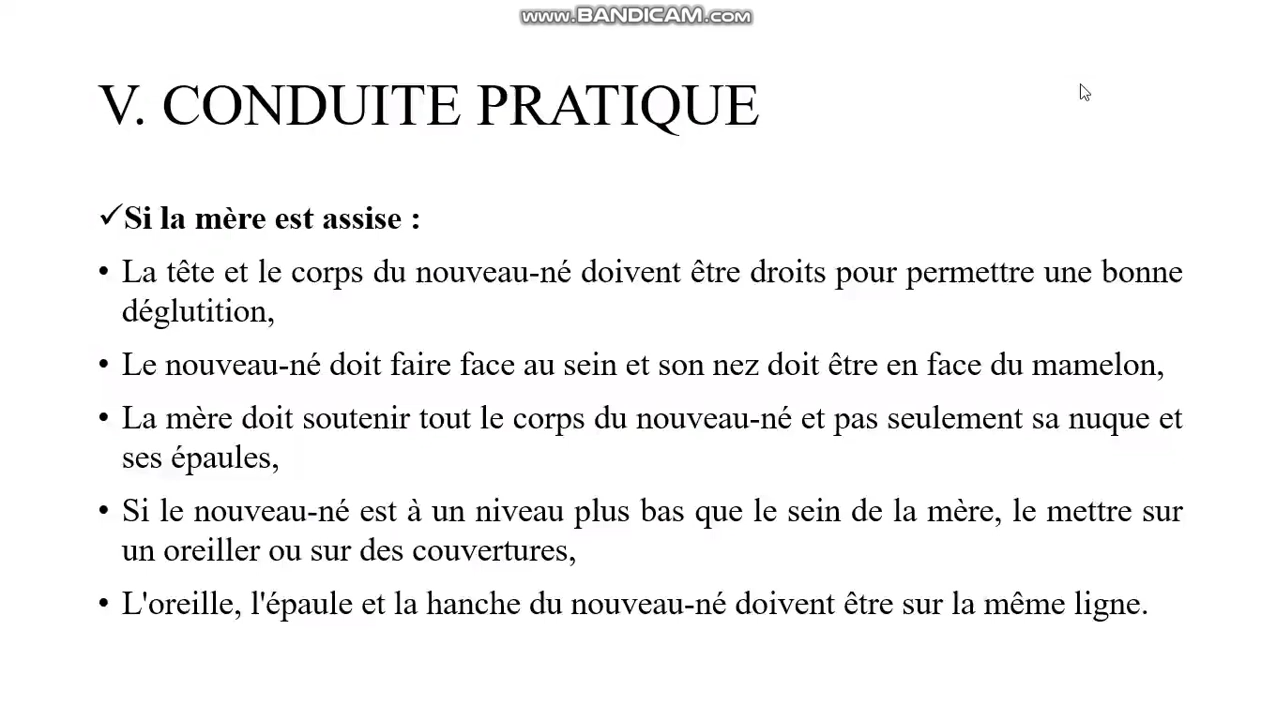 www.BANDICAM.com
V. CONDUITE PRATIQUE
✓Si la mère est assise :
• La tête et le corps du nouveau-né doivent être droits pour permettre une bonne
déglutition,
• Le nouveau-né doit faire face au sein et son nez doit être en face du mamelon,
• La mère doit soutenir tout le corps du nouveau-né et pas seulement sa nuque et
ses épaules,
• Si le nouveau-né est à un niveau plus bas que le sein de la mère, le mettre sur
un oreiller ou sur des couvertures,
• L'oreille, l'épaule et la hanche du nouveau-né doivent être sur la même ligne.